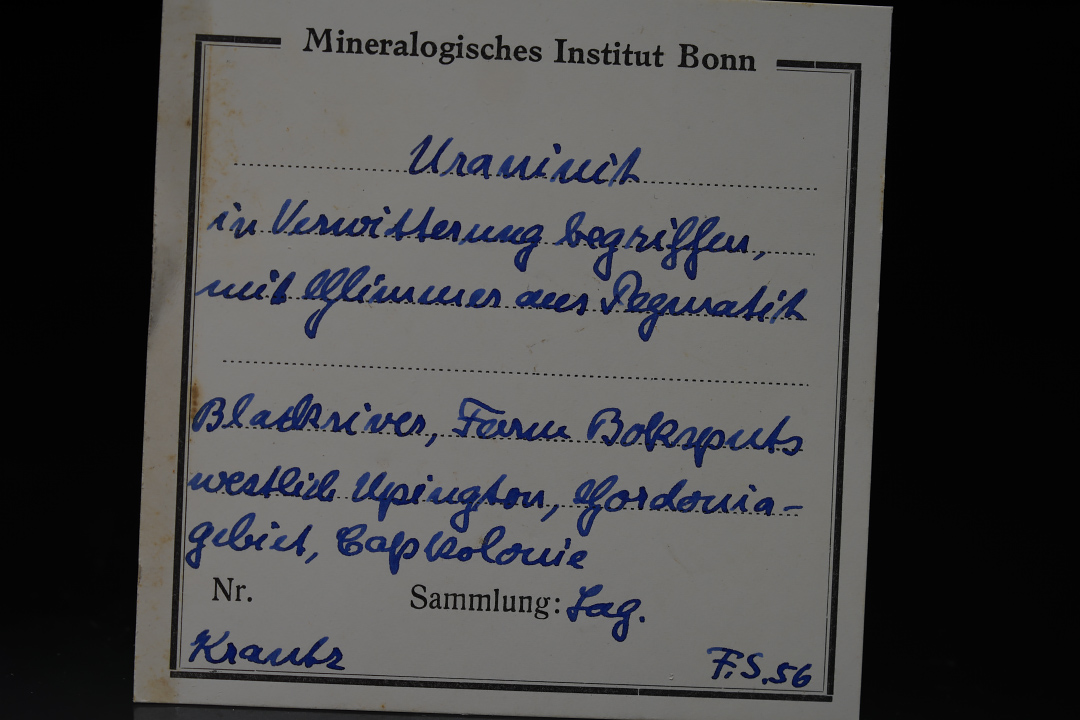 Mineralogisches Institut Bonn
Uraninit
in Verwitterung begriffen,
mit Glimmer aus Pegmatit
Blackriver, Farm Boksputs
westlich Upington, Gordonia-
gebiet, Capkolonie
Nr. Sammlung: Lag.
Krantz F.S.56